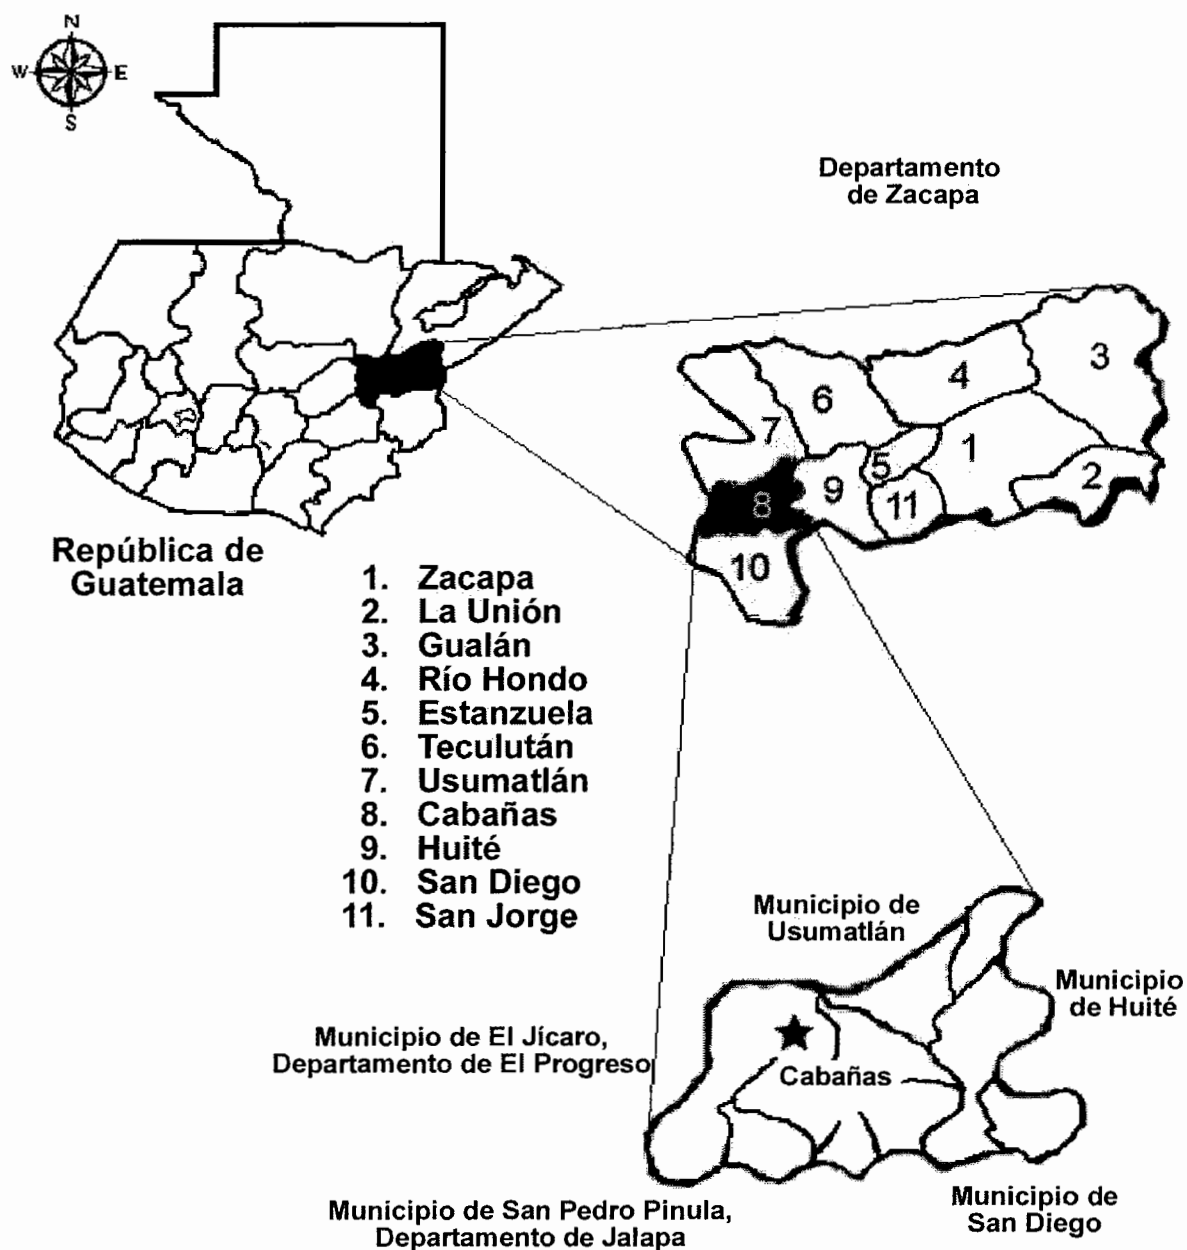 N
W E
S
Departamento
de Zacapa
3
4
6
7
1
5
2
9
8
11
10
República de
Guatemala
1. Zacapa
2. La Unión
3. Gualán
4. Río Hondo
5. Estanzuela
6. Teculután
7. Usumatlán
8. Cabañas
9. Huité
10. San Diego
11. San Jorge
Municipio de
Usumatlán
Municipio
de Huité
Municipio de El Jícaro,
Departamento de El Progreso
Cabañas
Municipio de San Pedro Pinula,
Departamento de Jalapa
Municipio de
San Diego